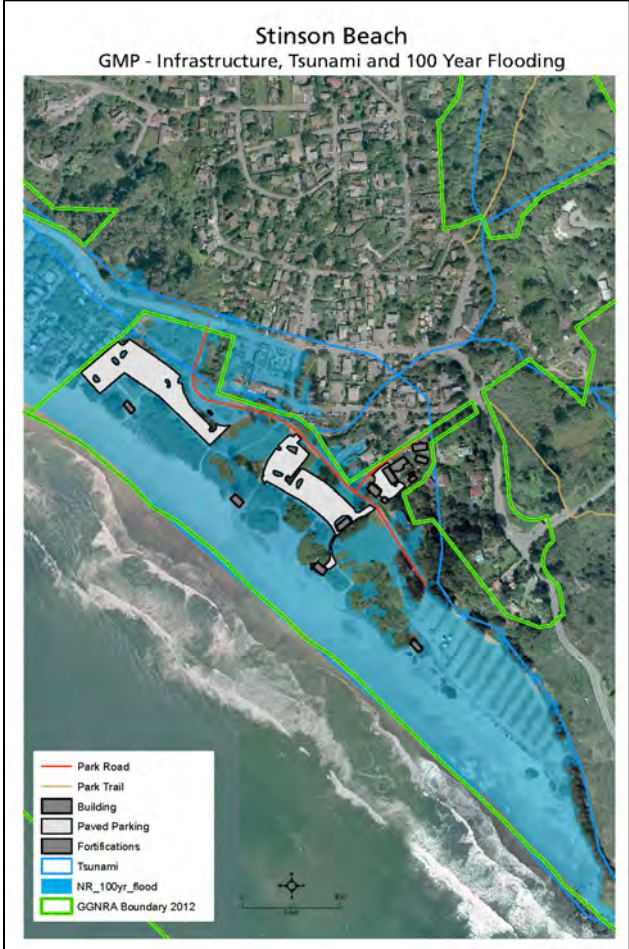 Stinson Beach
GMP - Infrastructure, Tsunami and 100 Year Flooding
Park Road
Park Trail
Building
Paved Parking
Fortifications
Tsunami
NR_100yr_flood
GGNRA Boundary 2012
0